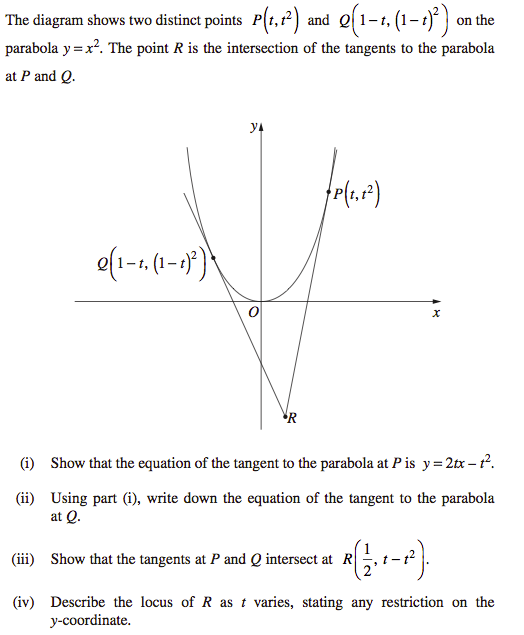 The diagram shows two distinct points P(t, t²) and Q(1 − t, (1 − t)²) on the
parabola y = x². The point R is the intersection of the tangents to the parabola
at P and Q.
y
P(t, t²)
Q(1 − t, (1 − t)²)
O
x
R
(i) Show that the equation of the tangent to the parabola at P is y = 2tx − t².
(ii) Using part (i), write down the equation of the tangent to the parabola
at Q.
(iii) Show that the tangents at P and Q intersect at R(1/2, t − t²).
(iv) Describe the locus of R as t varies, stating any restriction on the
y-coordinate.